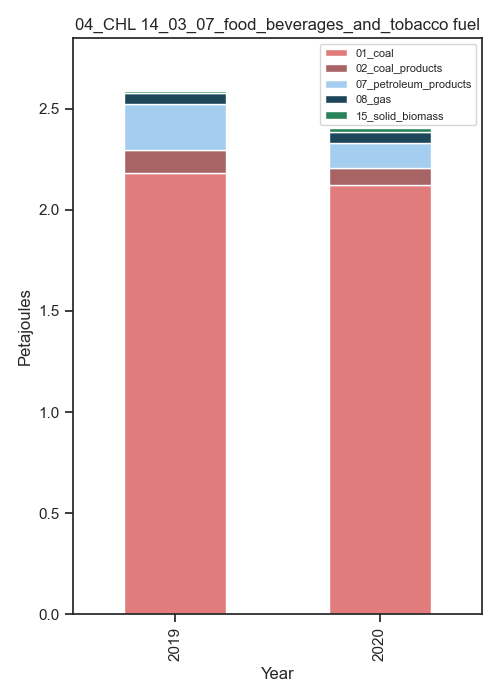 04_CHL 14_03_07_food_beverages_and_tobacco fuel
01_coal
02_coal_products
07_petroleum_products
08_gas
15_solid_biomass
2.5
2.0
1.5
1.0
0.5
0.0
Petajoules
2019
2020
Year